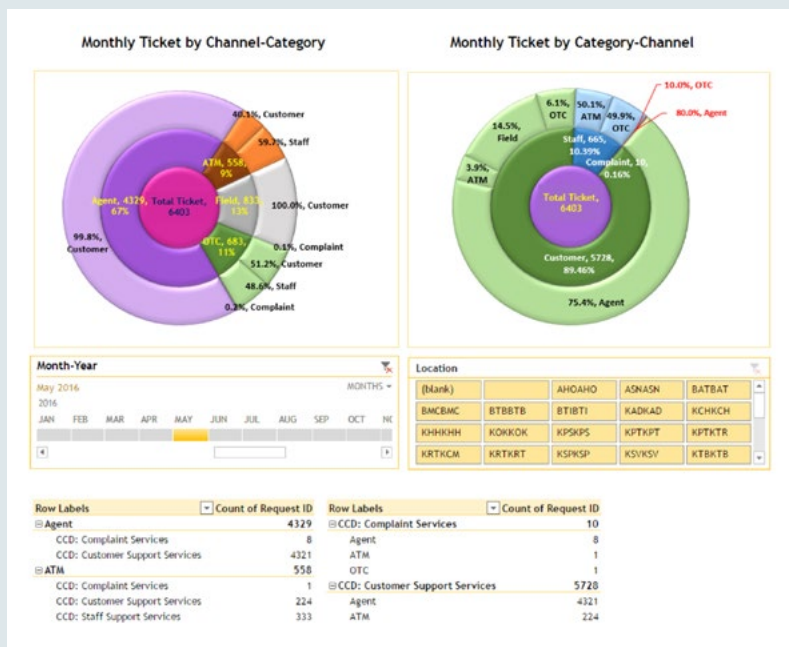 Monthly Ticket by Channel-Category
40.1%, Customer
59.7%, Staff
ATM, 558,
9%
Agent, 4329,
67%
Total Ticket,
6403
Field, 833,
13%
100.0%, Customer
99.8%,
Customer
OTC, 683,
11%
0.1%, Complaint
51.2%, Customer
48.6%, Staff
0.2%, Complaint
Monthly Ticket by Category-Channel
10.0%, OTC
6.1%,
OTC
50.1%,
ATM
49.9%,
OTC
80.0%, Agent
14.5%,
Field
Staff, 665,
10.39%
Complaint, 10,
0.16%
3.9%,
ATM
Total Ticket,
6403
Customer, 5728,
89.46%
75.4%, Agent
Month-Year
May 2016
MONTHS
2016
JAN FEB MAR APR MAY JUN JUL AUG SEP OCT NC
Location
(blank) AHOAHO ASNASN BATBAT
BMCBMC BTBBTB BTIBTI KADKAD KCHKCH
KHHKHH KOKKOK KPSKPS KPTKPT KPTKTR
KRTKCM KRTKRT KSPKSP KSVKSV KTBKTB
Row Labels Count of Request ID
Agent 4329
CCD: Complaint Services 8
CCD: Customer Support Services 4321
ATM 558
CCD: Complaint Services 1
CCD: Customer Support Services 224
CCD: Staff Support Services 333
Row Labels Count of Request ID
CCD: Complaint Services 10
Agent 8
ATM 1
OTC 1
CCD: Customer Support Services 5728
Agent 4321
ATM 224